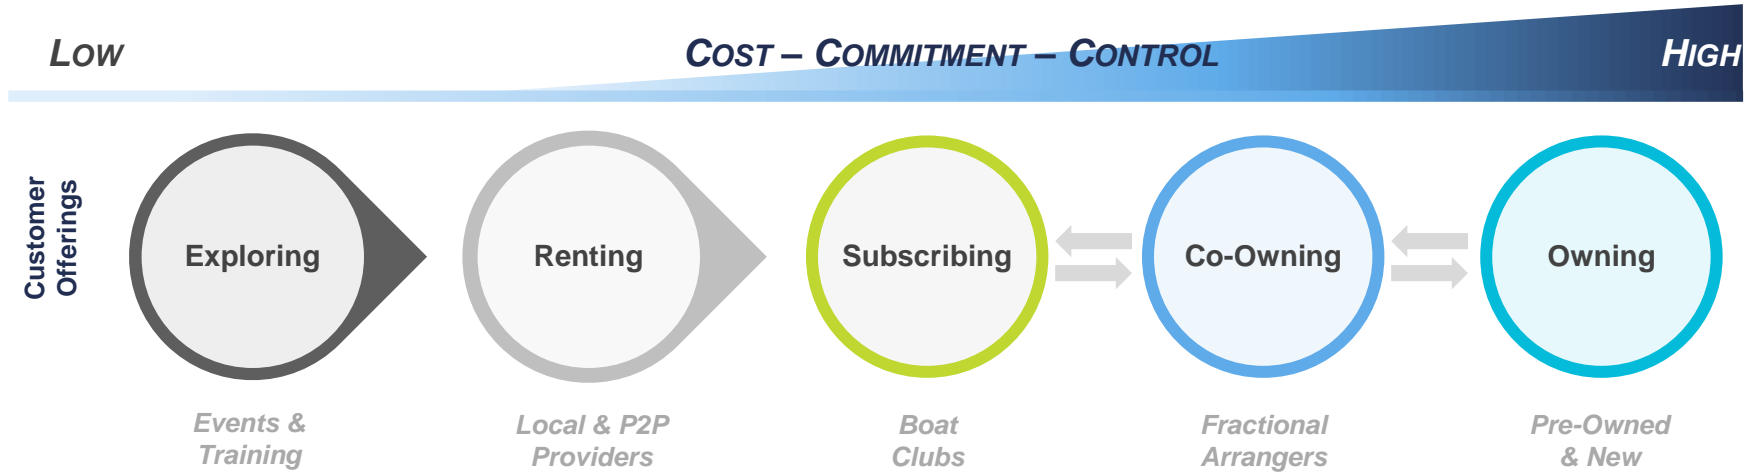 LOW
COST – COMMITMENT – CONTROL
HIGH
Customer
Offerings
Exploring
Renting
Subscribing
Co-Owning
Owning
Events &
Training
Local & P2P
Providers
Boat
Clubs
Fractional
Arrangers
Pre-Owned
& New